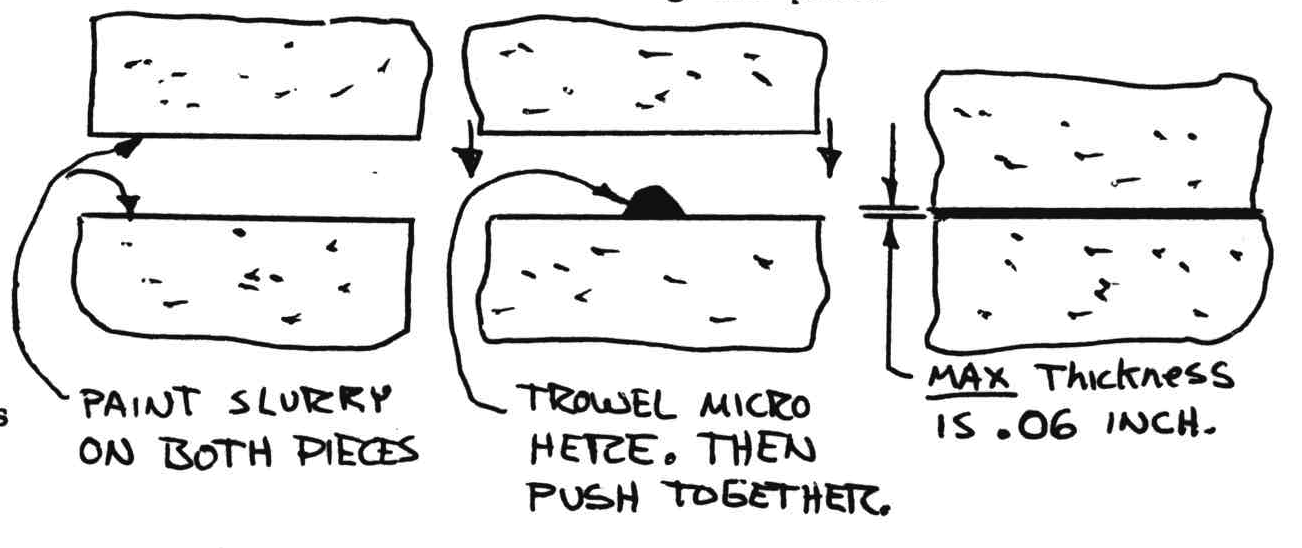 PAINT SLURRY
ON BOTH PIECES
TROWEL MICRO
HERE. THEN
PUSH TOGETHER.
MAX Thickness
IS .06 INCH.